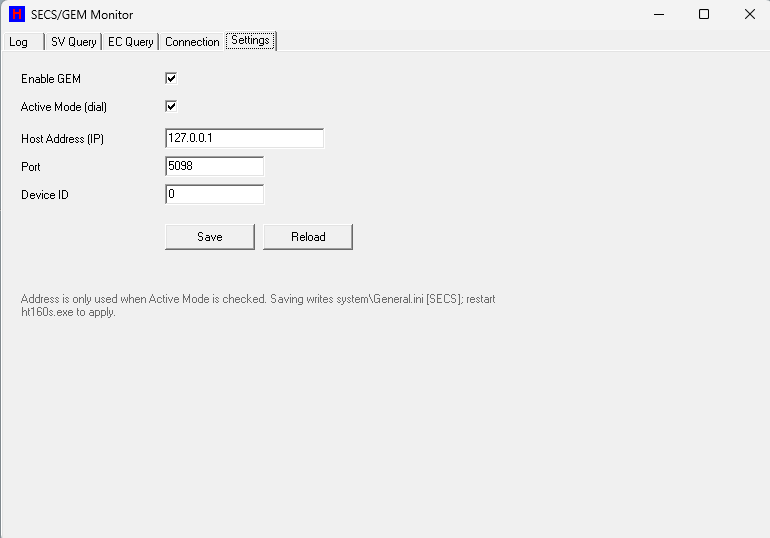 H SECS/GEM Monitor
Log SV Query EC Query Connection Settings
Enable GEM
Active Mode (dial)
Host Address (IP) 127.0.0.1
Port 5098
Device ID 0
Save Reload
Address is only used when Active Mode is checked. Saving writes system\General.ini [SECS]; restart
ht160s.exe to apply.